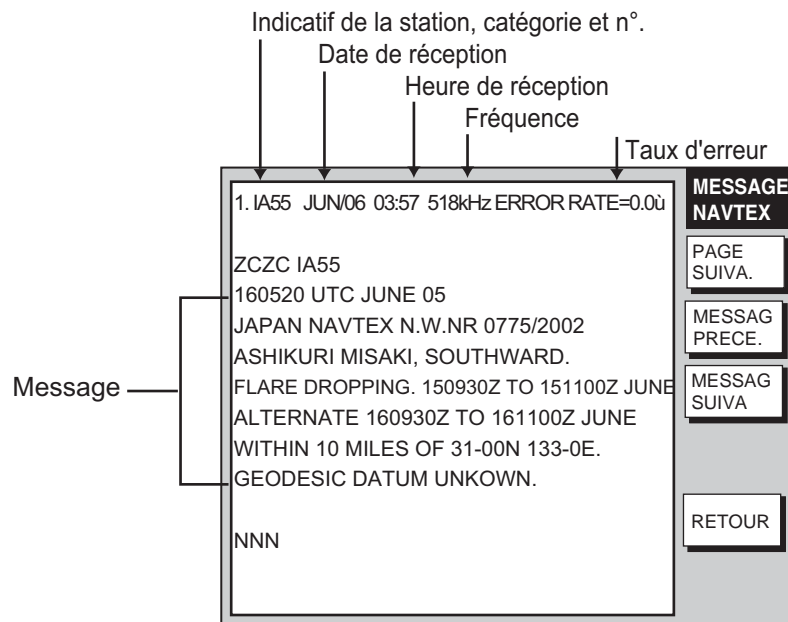 Indicatif de la station, catégorie et n°.
Date de réception
Heure de réception
Fréquence
Taux d'erreur
1. IA55 JUN/06 03:57 518kHz ERROR RATE=0.0ù
ZCZC IA55
160520 UTC JUNE 05
JAPAN NAVTEX N.W.NR 0775/2002
ASHIKURI MISAKI, SOUTHWARD.
FLARE DROPPING. 150930Z TO 151100Z JUNE
ALTERNATE 160930Z TO 161100Z JUNE
WITHIN 10 MILES OF 31-00N 133-0E.
GEODESIC DATUM UNKOWN.
NNN
Message
MESSAGE
NAVTEX
PAGE
SUIVA.
MESSAG
PRECE.
MESSAG
SUIVA
RETOUR